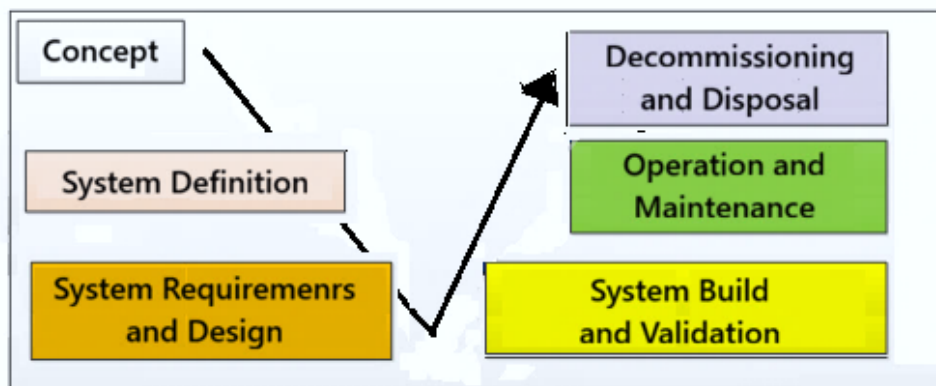 Concept
System Definition
System Requiremenrs
and Design
Decommissioning
and Disposal
Operation and
Maintenance
System Build
and Validation